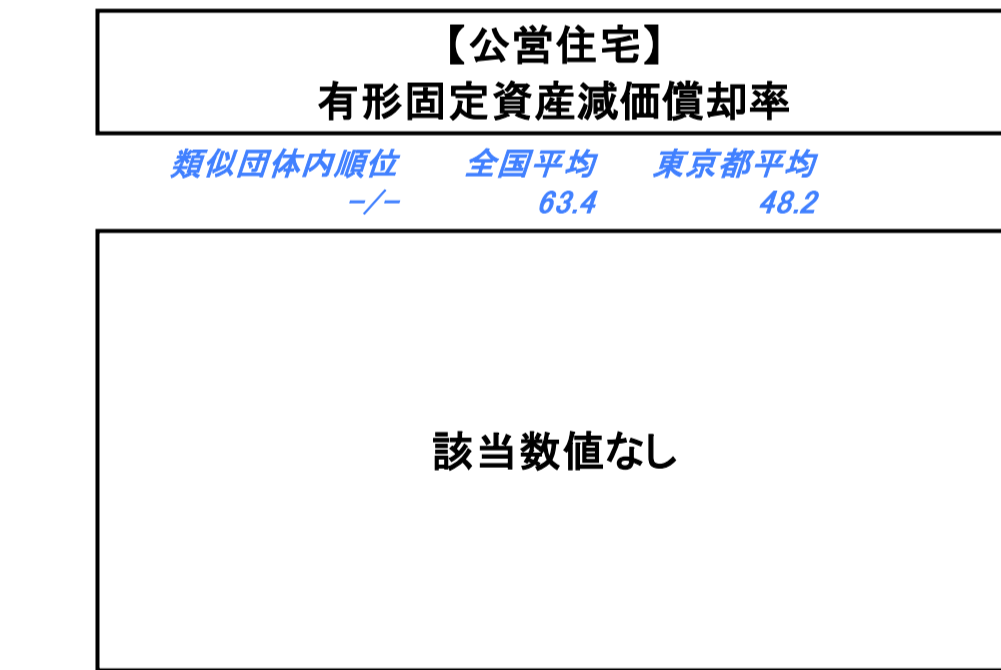 【公営住宅】
有形固定資産減価償却率
類似団体内順位 全国平均 東京都平均
-/- 63.4 48.2
該当数値なし